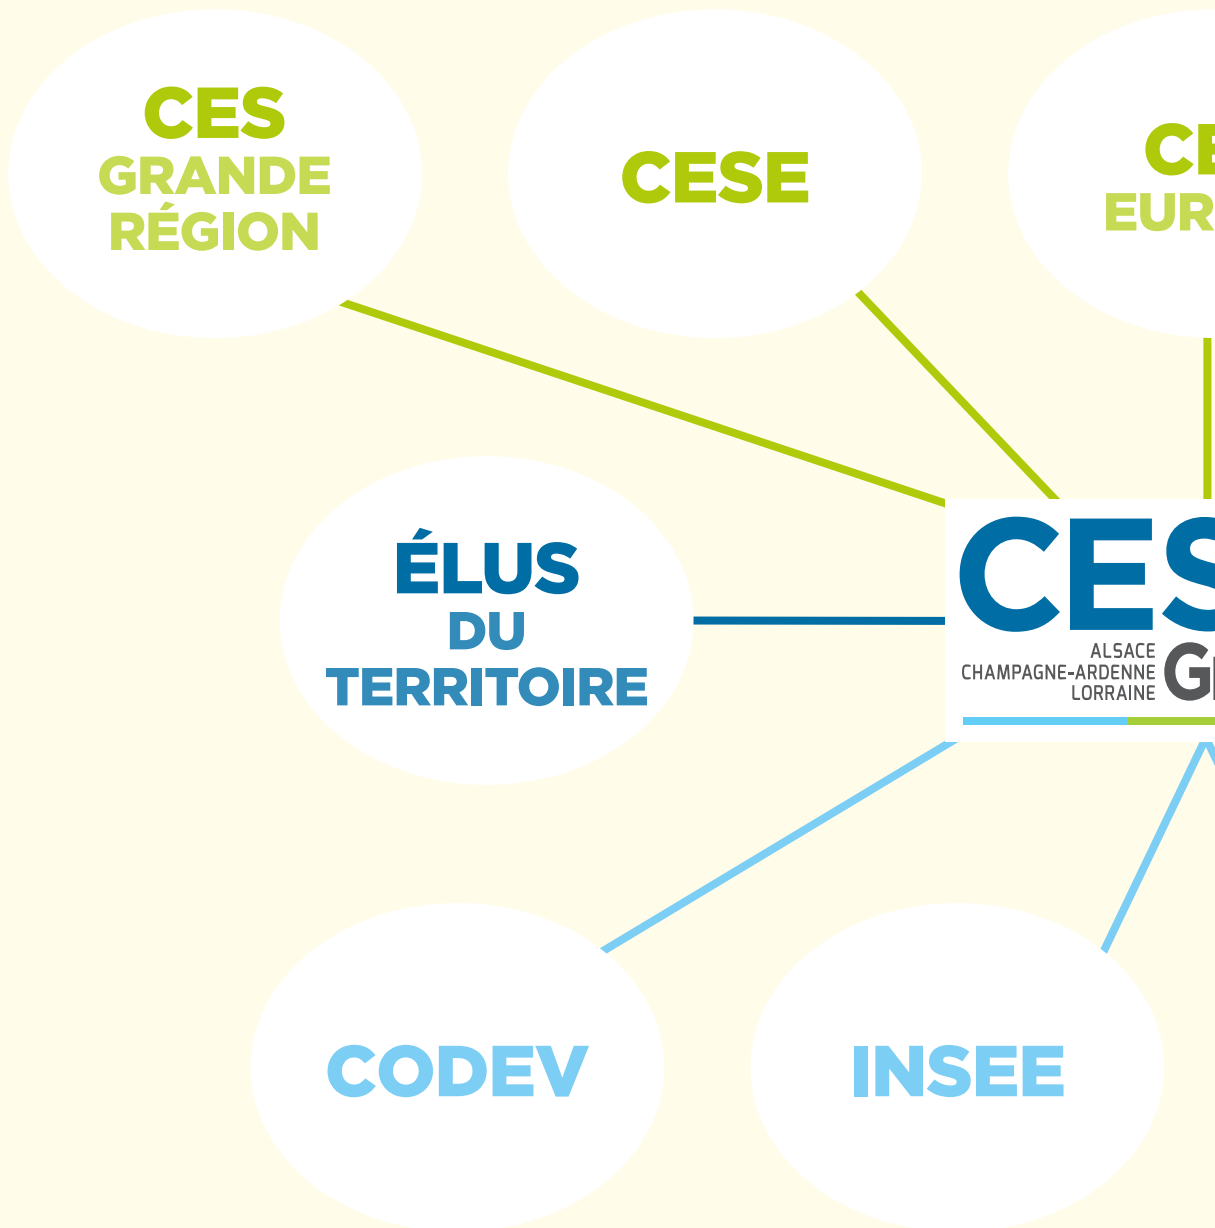 CES
GRANDE
RÉGION
CESE
ÉLUS
DU
TERRITOIRE
ALSACE
CHAMPAGNE-ARDENNE
LORRAINE
CODEV
INSEE